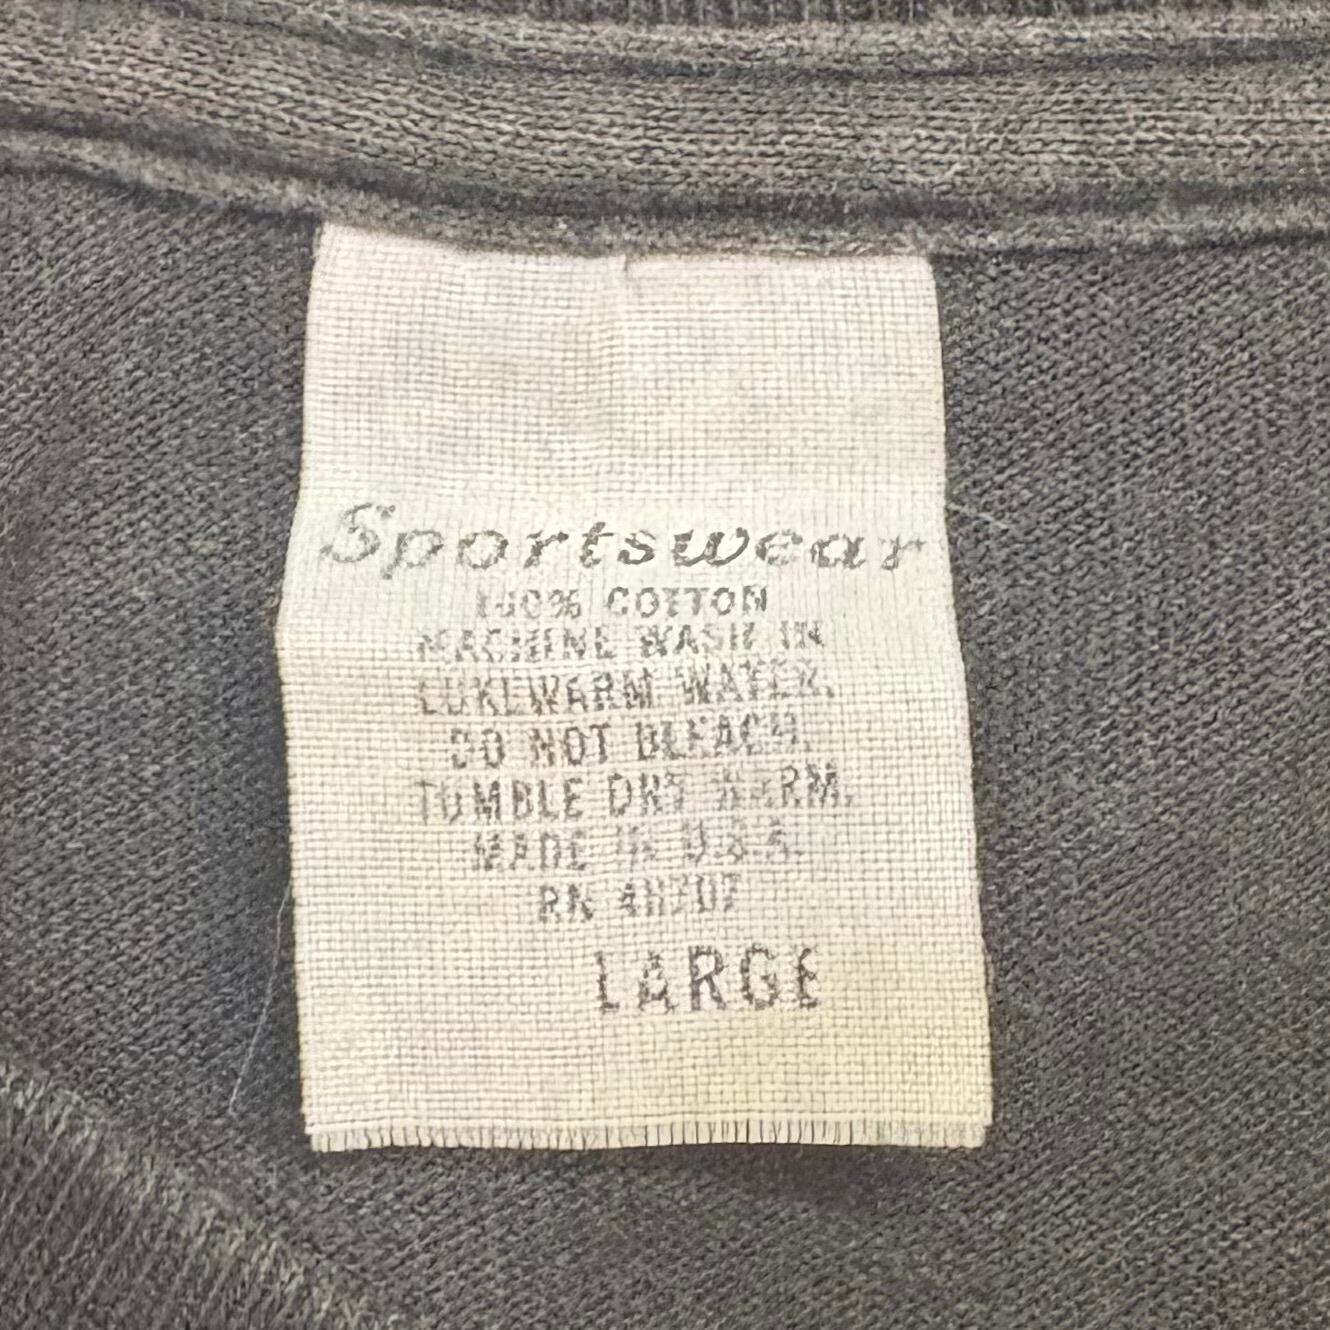 Sportswear
100% COTTON
MACHINE WASH IN
LUKEWARM WATER.
DO NOT BLEACH.
TUMBLE DRY WARM.
MADE IN U.S.A.
RN
LARGE